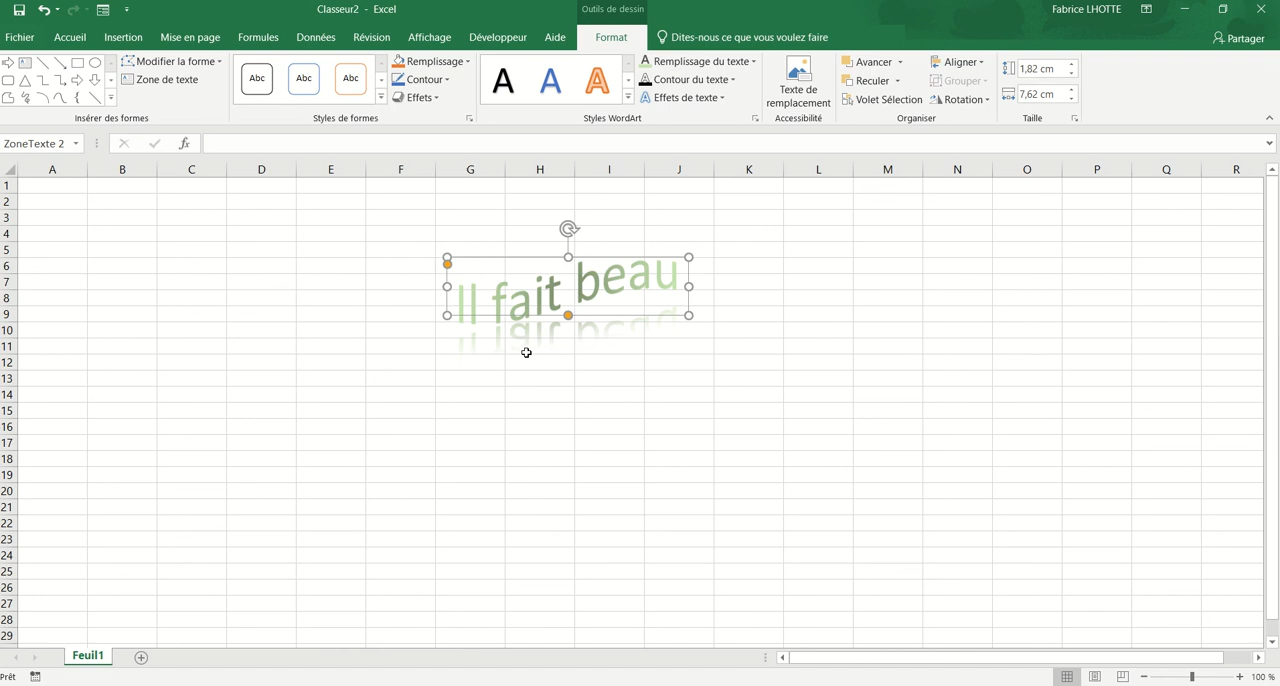 Classeur2 - Excel
Outils de dessin
Fabrice LHOTTE
Fichier Accueil Insertion Mise en page Formules Données Révision Affichage Développeur Aide Format Dites-nous ce que vous voulez faire Partager
Modifier la forme
Zone de texte
Insérer des formes
Abc Abc Abc
Remplissage
Contour
Effets
Styles de formes
A A A
Remplissage du texte
Contour du texte
Effets de texte
Styles WordArt
Texte de
remplacement
Accessibilité
Avancer
Reculer
Volet Sélection
Aligner
Grouper
Rotation
Organiser
1,82 cm
7,62 cm
Taille
ZoneTexte 2
fx
A B C D E F G H I J K L M N O P Q R
1
2
3
4
5
6
7
8
9
10
11
12
13
14
15
16
17
18
19
20
21
22
23
24
25
26
27
28
29
Il fait beau
Feuil1
Prêt
100 %